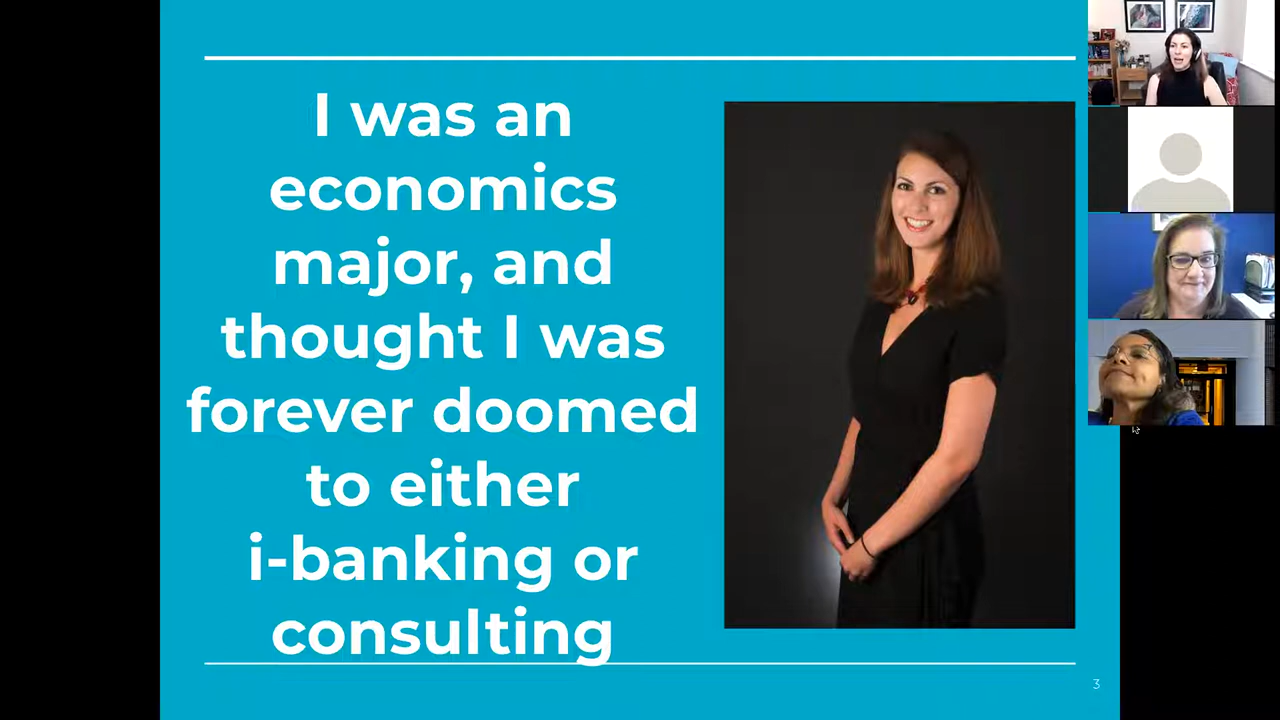 I was an
economics
major, and
thought I was
forever doomed
to either
i-banking or
consulting
3